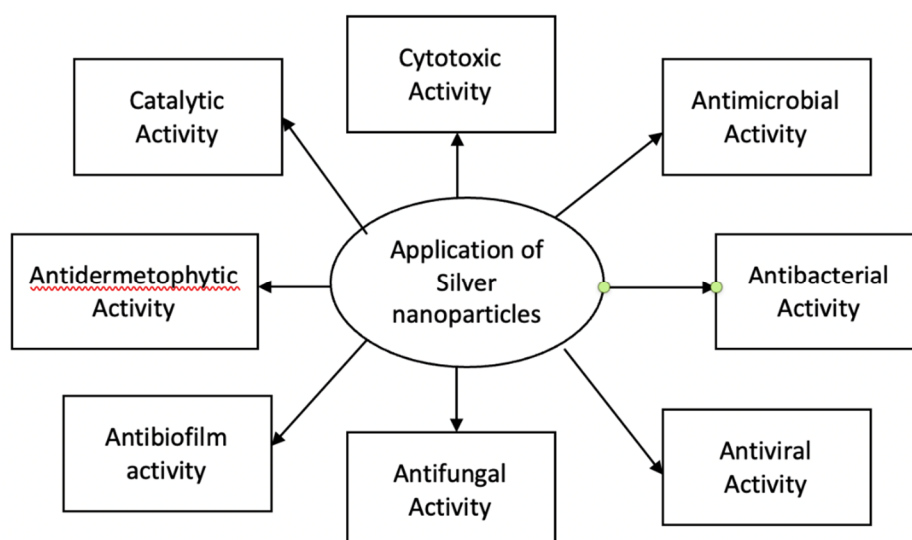 Cytotoxic
Activity
Catalytic
Activity
Antimicrobial
Activity
Application of
Silver
nanoparticles
Antidermetophytic
Activity
Antibacterial
Activity
Antibiofilm
activity
Antifungal
Activity
Antiviral
Activity